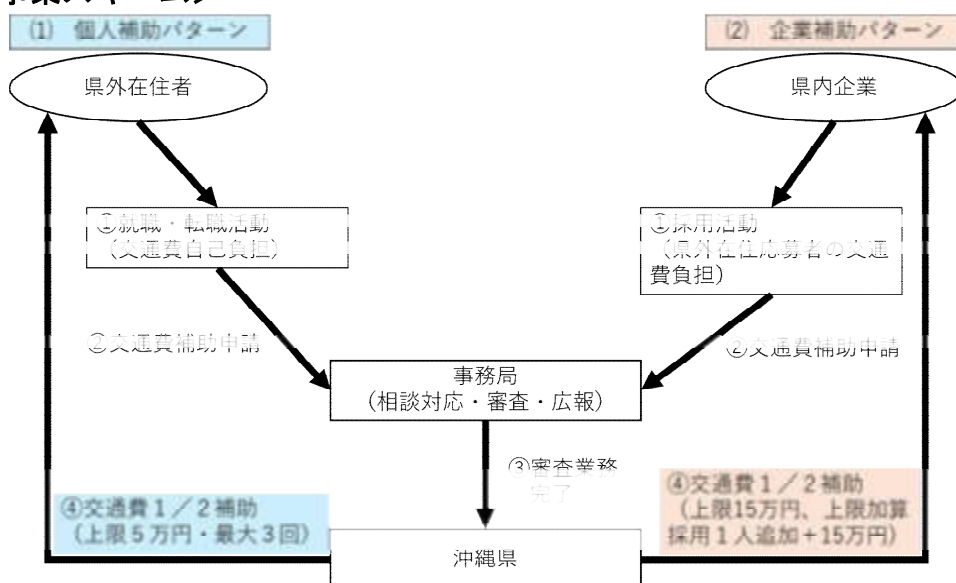 (1) 個人補助パターン
(2) 企業補助パターン
県外在住者
県内企業
①就職・転職活動
(交通費自己負担)
①採用活動
(県外在住応募者の交通
費負担)
②交通費補助申請
②交通費補助申請
事務局
(相談対応・審査・広報)
③審査業務
完了
④交通費1/2補助
(上限5万円・最大3回)
④交通費1/2補助
(上限15万円、上限加算
採用1人追加+15万円)
沖縄県